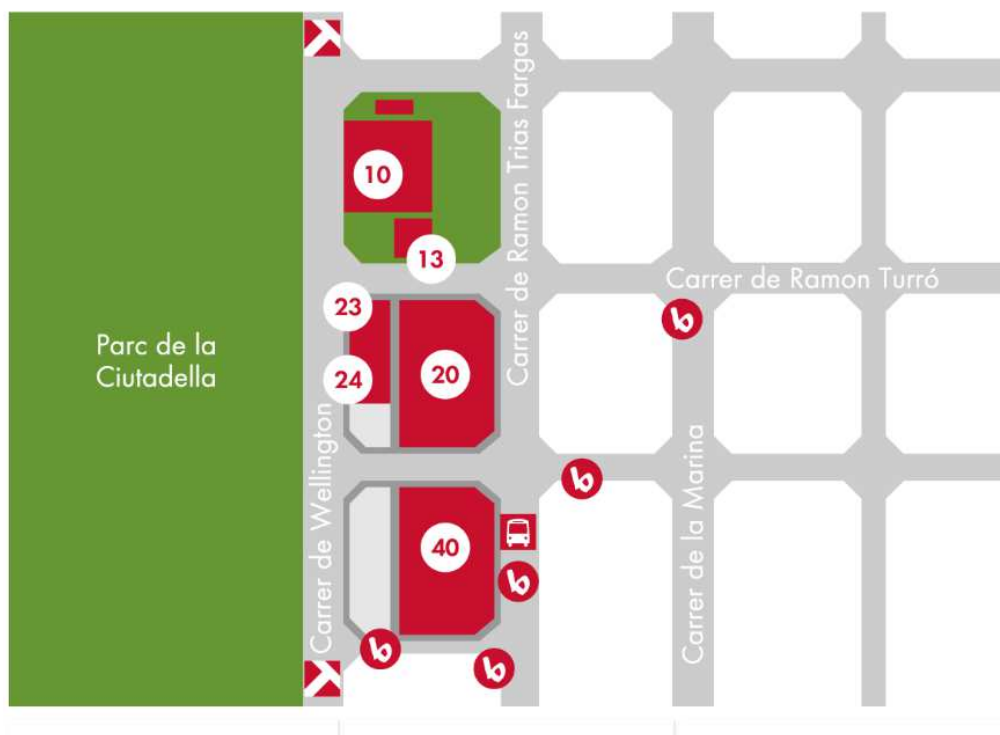 Carrer de Ramon Trias Fargas
10
13
Carrer de Ramon Turró
23
b
Parc de la
Ciutadella
24
20
Carrer de Wellington
Carrer de la Marina
b
40
b
b
b